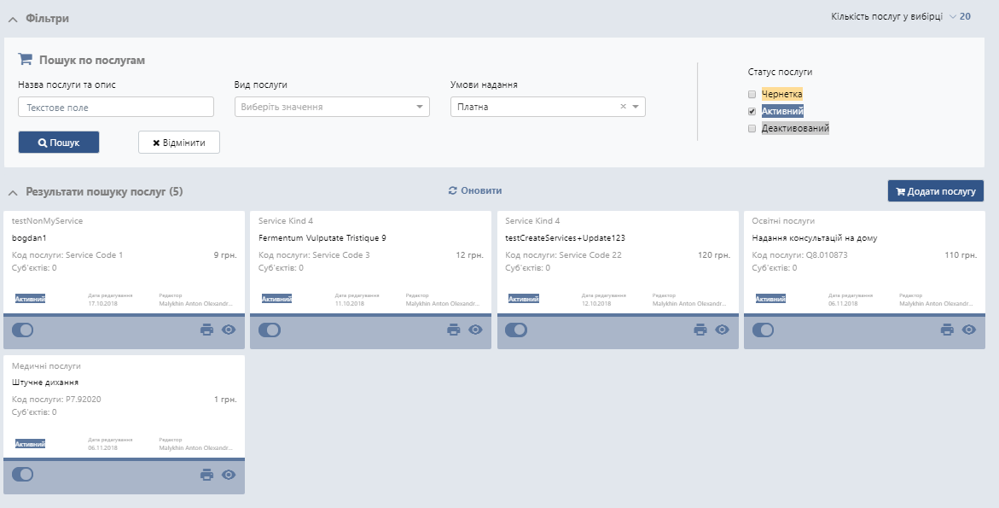 Фільтри
Кількість послуг у вибірці 20
Пошук по послугам
Назва послуги та опис
Текстове поле
Вид послуги
Виберіть значення
Умови надання
Платна
Пошук
Відмінити
Статус послуги
Чернетка
Активний
Деактивований
Результати пошуку послуг (5)
Оновити
Додати послугу
testNonMyService
bogdan1
Код послуги: Service Code 1 9 грн.
Суб'єктів: 0
Активний
Дата редагування
17.10.2018
Редактор
Malykhin Anton Olexandr...
Service Kind 4
Fermentum Vulputate Tristique 9
Код послуги: Service Code 3 12 грн.
Суб'єктів: 0
Активний
Дата редагування
11.10.2018
Редактор
Malykhin Anton Olexandr...
Service Kind 4
testCreateServices+Update123
Код послуги: Service Code 22 120 грн.
Суб'єктів: 0
Активний
Дата редагування
12.10.2018
Редактор
Malykhin Anton Olexandr...
Освітні послуги
Надання консультацій на дому
Код послуги: Q8.010873 110 грн.
Суб'єктів: 0
Активний
Дата редагування
06.11.2018
Редактор
Malykhin Anton Olexandr...
Медичні послуги
Штучне дихання
Код послуги: P7.92020 1 грн.
Суб'єктів: 0
Активний
Дата редагування
06.11.2018
Редактор
Malykhin Anton Olexandr...